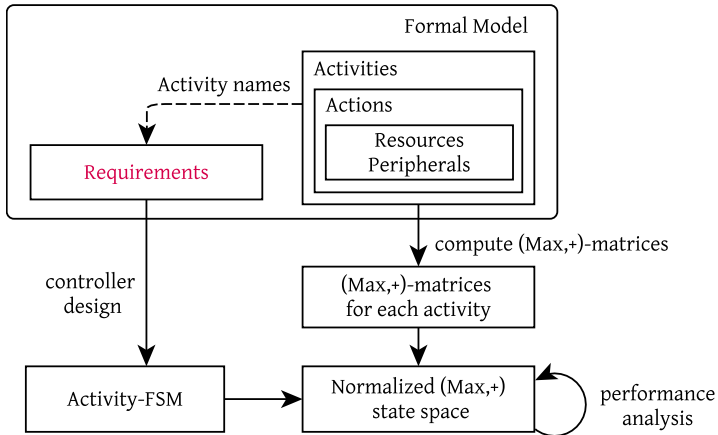 Formal Model
Activities
Activity names
Actions
Resources
Peripherals
Requirements
compute (Max,+)-matrices
controller
design
(Max,+)-matrices
for each activity
Activity-FSM
Normalized (Max,+)
state space
performance
analysis